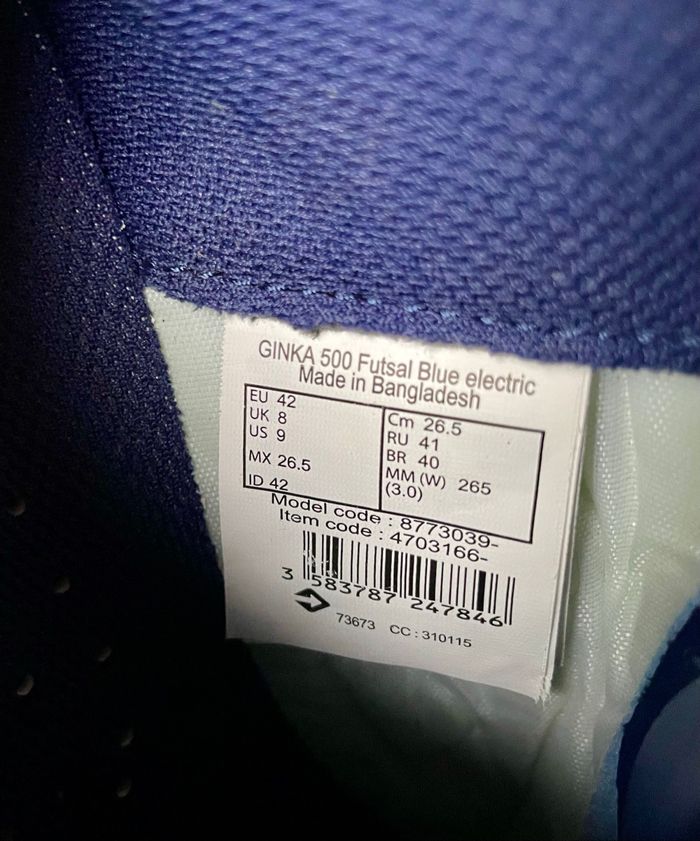 GINKA 500 Futsal Blue electric
Made in Bangladesh
EU 42
UK 8
US 9
MX 26.5
ID 42
Cm 26.5
RU 41
BR 40
MM (W) 265
(3.0)
Model code : 8773039-
Item code : 4703166-
3 583787 247846
73673 CC : 310115